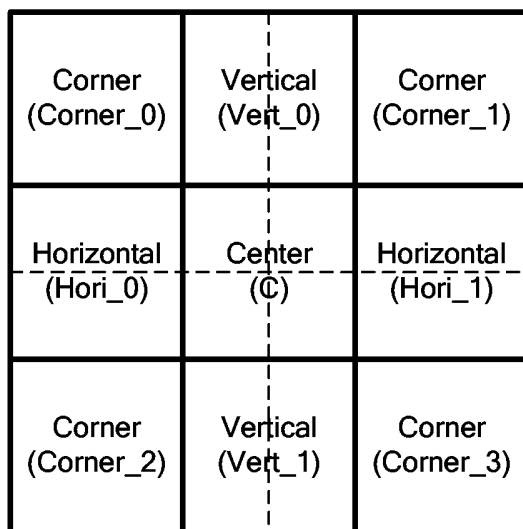 Corner
(Corner_0)
Vertical
(Vert_0)
Corner
(Corner_1)
Horizontal
(Hori_0)
Center
(C)
Horizontal
(Hori_1)
Corner
(Corner_2)
Vertical
(Vert_1)
Corner
(Corner_3)